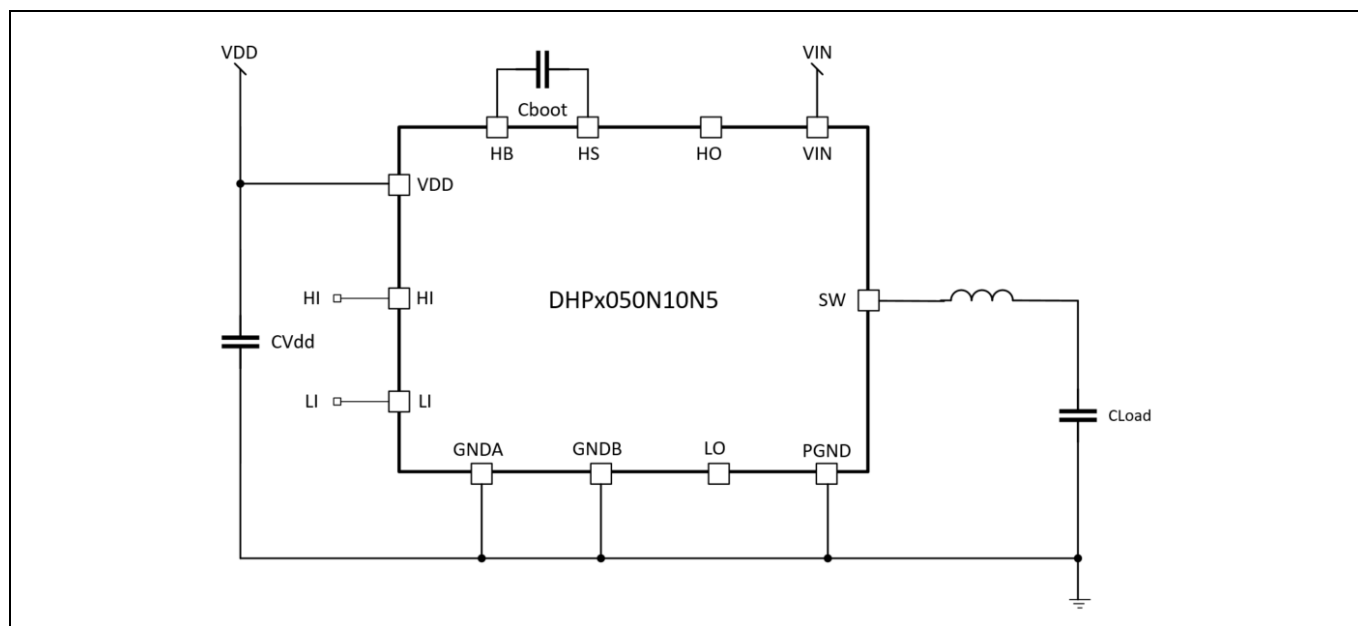 VDD
VIN
Cboot
HB
HS
HO
VIN
VDD
HI
HI
DHPx050N10N5
SW
CVdd
LI
LI
CLoad
GNDA
GNDB
LO
PGND